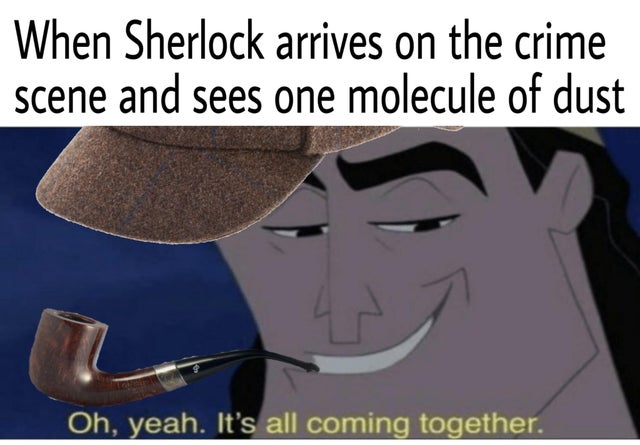 When Sherlock arrives on the crime
scene and sees one molecule of dust
Oh, yeah. It's all coming together.